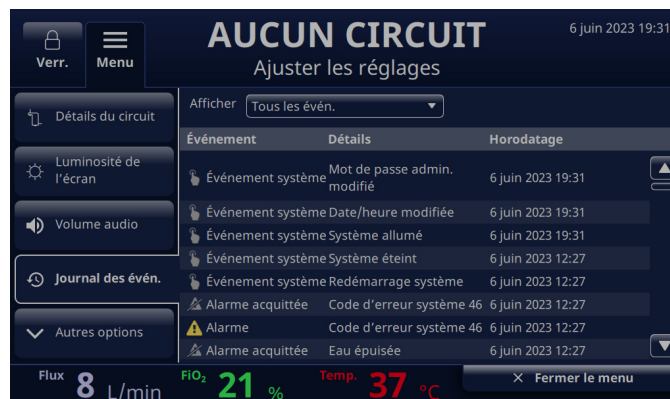 AUCUN CIRCUIT
6 juin 2023 19:31
Verr.
Menu
Ajuster les réglages
Détails du circuit
Luminosité de
l'écran
Volume audio
Journal des évén.
Autres options
Afficher Tous les évén.
Événement Détails Horodatage
Événement système Mot de passe admin. modifié 6 juin 2023 19:31
Événement système Date/heure modifiée 6 juin 2023 19:31
Événement système Système allumé 6 juin 2023 19:31
Événement système Système éteint 6 juin 2023 12:27
Événement système Redémarrage système 6 juin 2023 12:27
Alarme acquittée Code d'erreur système 46 6 juin 2023 12:27
Alarme Code d'erreur système 46 6 juin 2023 12:27
Alarme acquittée Eau épuisée 6 juin 2023 12:27
Flux 8 L/min FiO₂ 21 % Temp. 37 °C × Fermer le menu